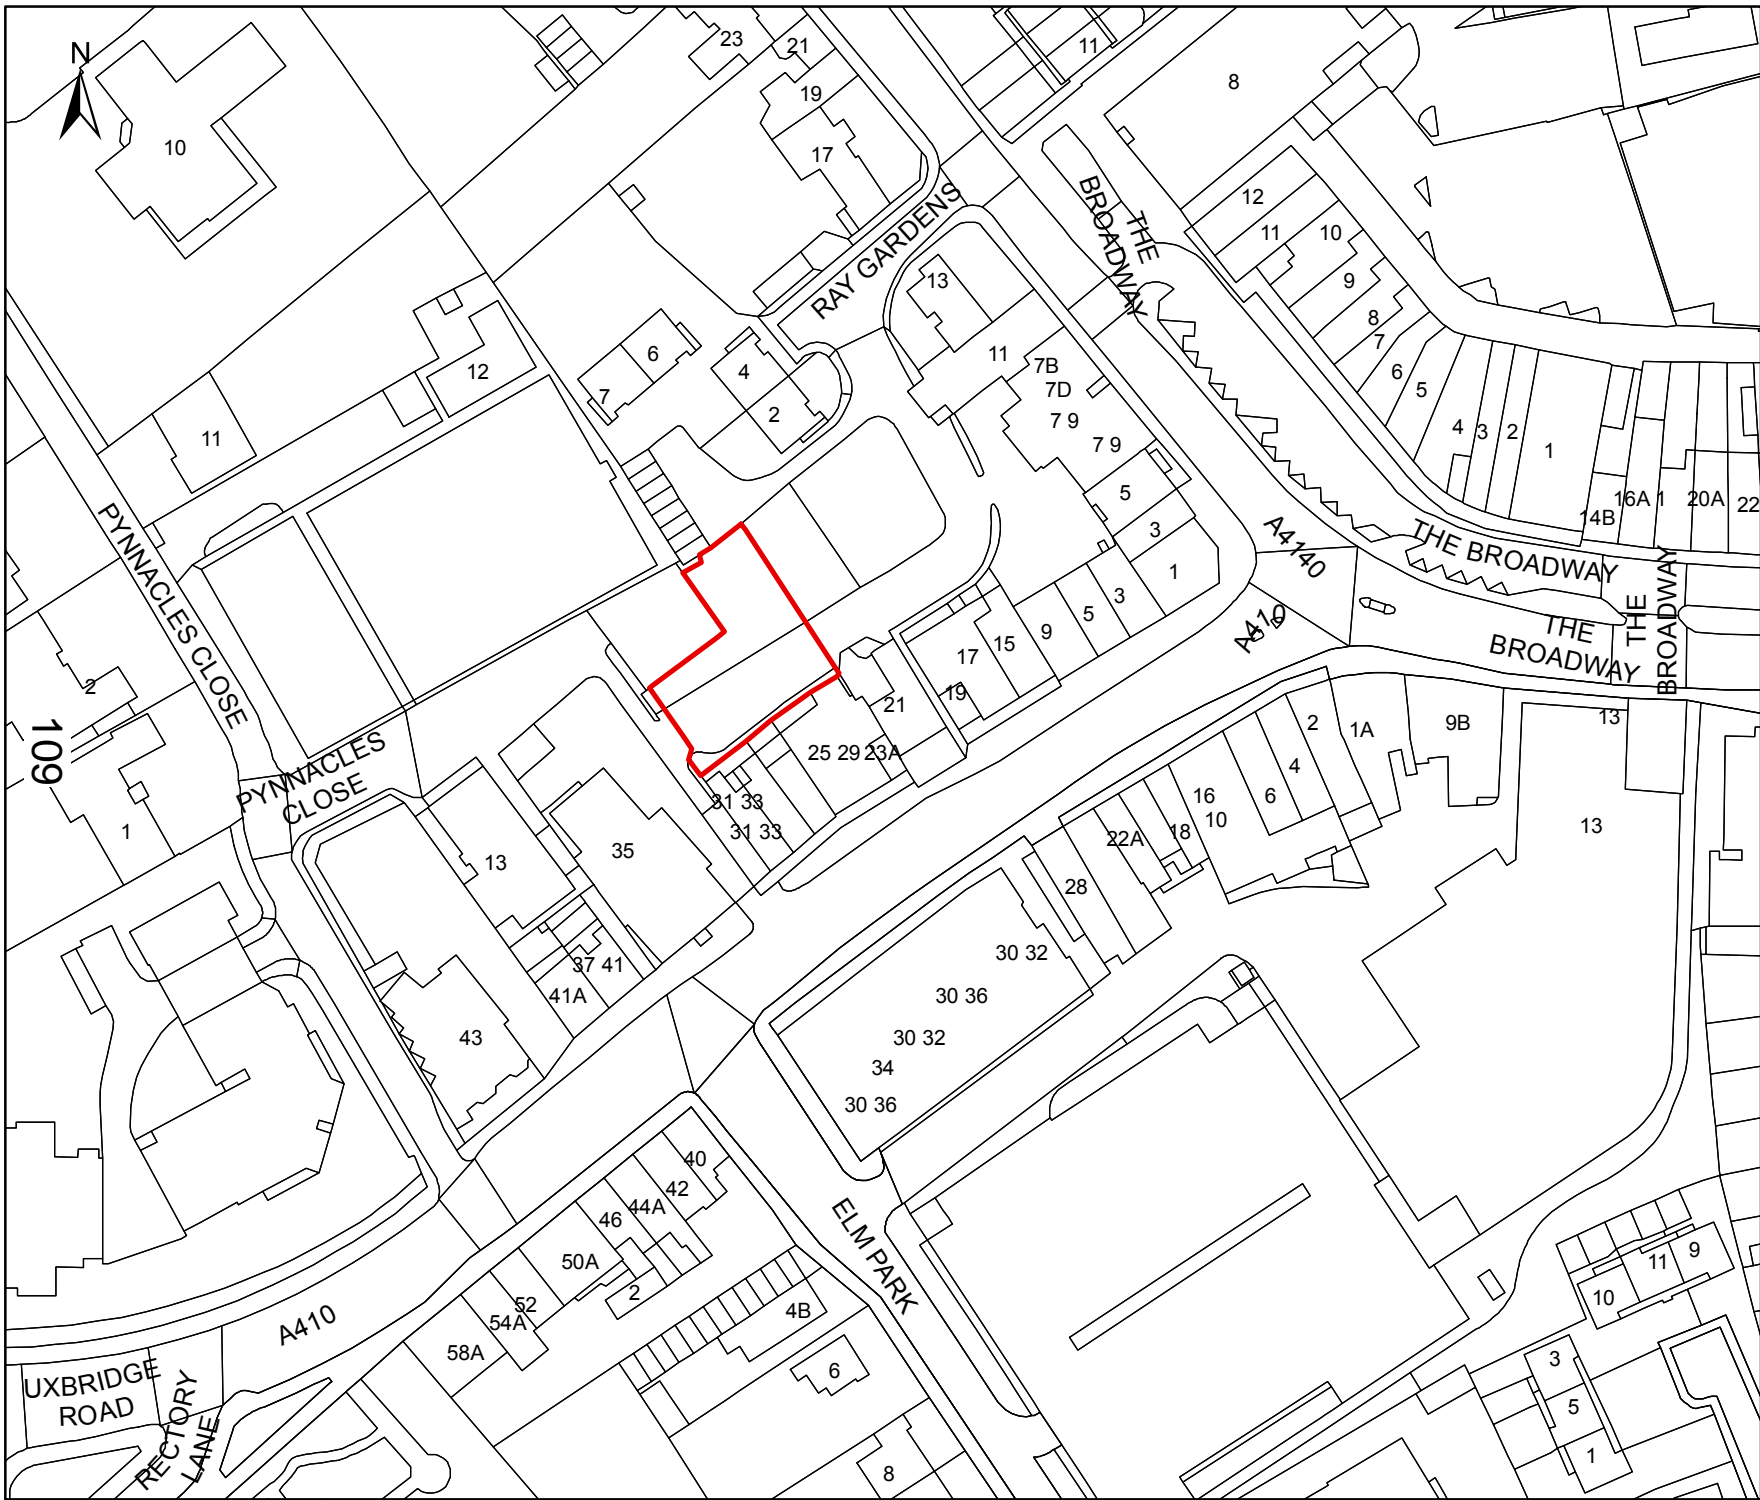 N
23
21
11
8
19
10
17
RAY GARDENS
THE
BROADWAY
12
11
10
13
9
8
7
11
7B
7D
7 9
7 9
6
5
6
4
7
2
12
11
4
3
2
1
5
3
1
14B
16A 1
20A
22
A4140
THE BROADWAY
THE
BROADWAY
THE
BROADWAY
A410
PYNNACLES CLOSE
2
1
109
PYNNACLES
CLOSE
3
5
9
15
17
19
21
25 29 23A
31 33
31 33
35
13
37 41
41A
43
2
1A
4
6
16
10
18
22A
28
9B
13
13
30 32
30 36
30 32
34
30 36
ELM PARK
40
42
44A
46
50A
2
52
54A
58A
4B
6
8
A410
UXBRIDGE
ROAD
RECTORY
LANE
9
11
10
3
5
1